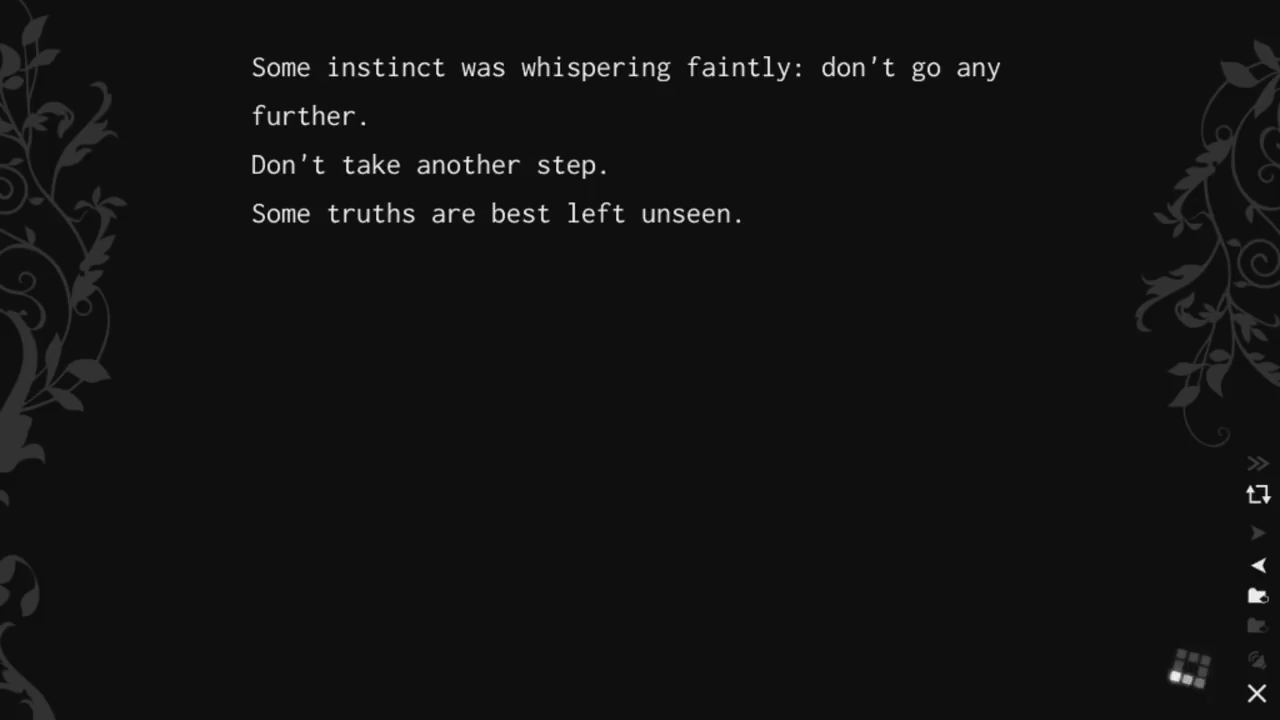 Some instinct was whispering faintly: don't go any
further.
Don't take another step.
Some truths are best left unseen.